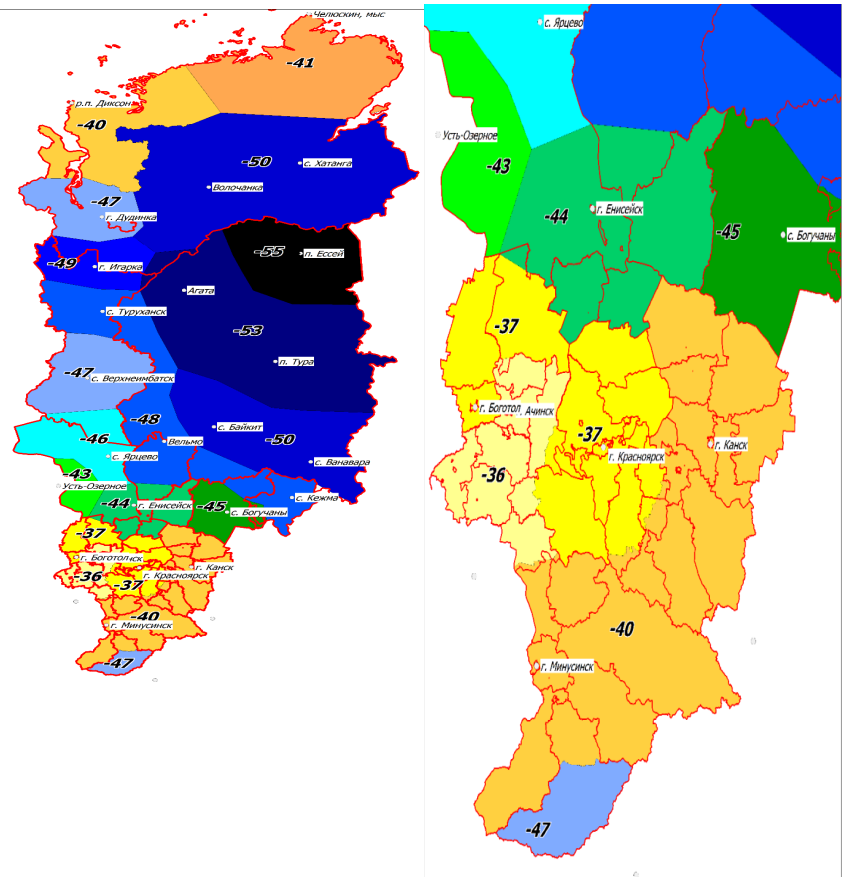 Челюскин, мыс
-41
р.п. Диксон
-40
-50
с. Хатанга
Волочанка
-47
г. Дудинка
-55
п. Ессей
-49
г. Игарка
Агата
с. Туруханск
-53
п. Тура
-47
с. Верхнеимбатск
-48
с. Байкит
-46
Вельмо
-50
с. Ярцево
с. Ванавара
-43
Усть-Озерное
с. Кежма
-44
г. Енисейск
-45
с. Богучаны
-37
г. Боготол
нск
г. Канск
-36
г. Красноярск
-37
-40
г. Минусинск
-47
с. Ярцево
Усть-Озерное
-43
-44
г. Енисейск
-45
с. Богучаны
-37
г. Боготол
. Ачинск
-37
г. Канск
г. Красноярск
-36
-40
г. Минусинск
-47